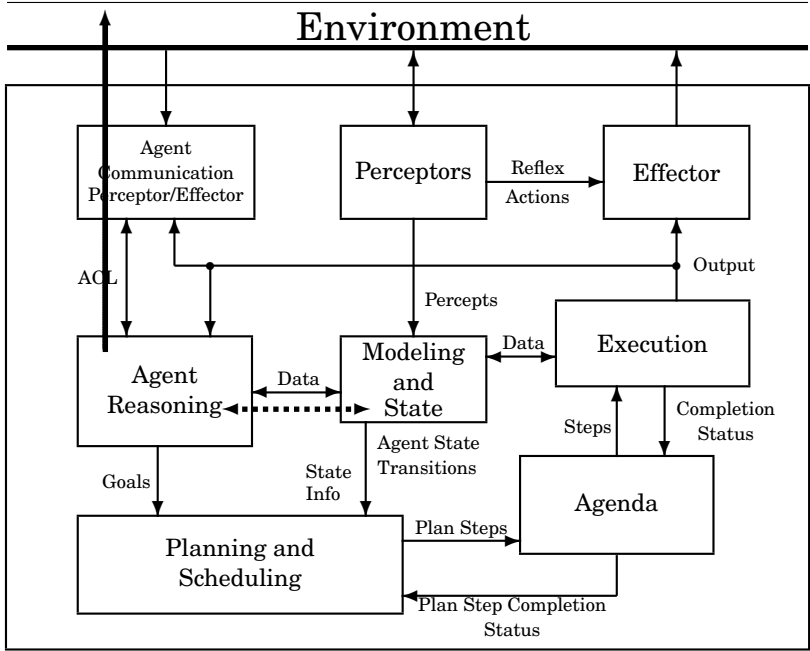 Environment
Agent
Communication
Perceptor/Effector
Perceptors
Reflex
Actions
Effector
ACL
Percepts
Output
Agent
Reasoning
Data
Modeling
and
State
Data
Execution
Goals
State
Info
Agent State
Transitions
Steps
Completion
Status
Planning and
Scheduling
Plan Steps
Agenda
Plan Step Completion
Status